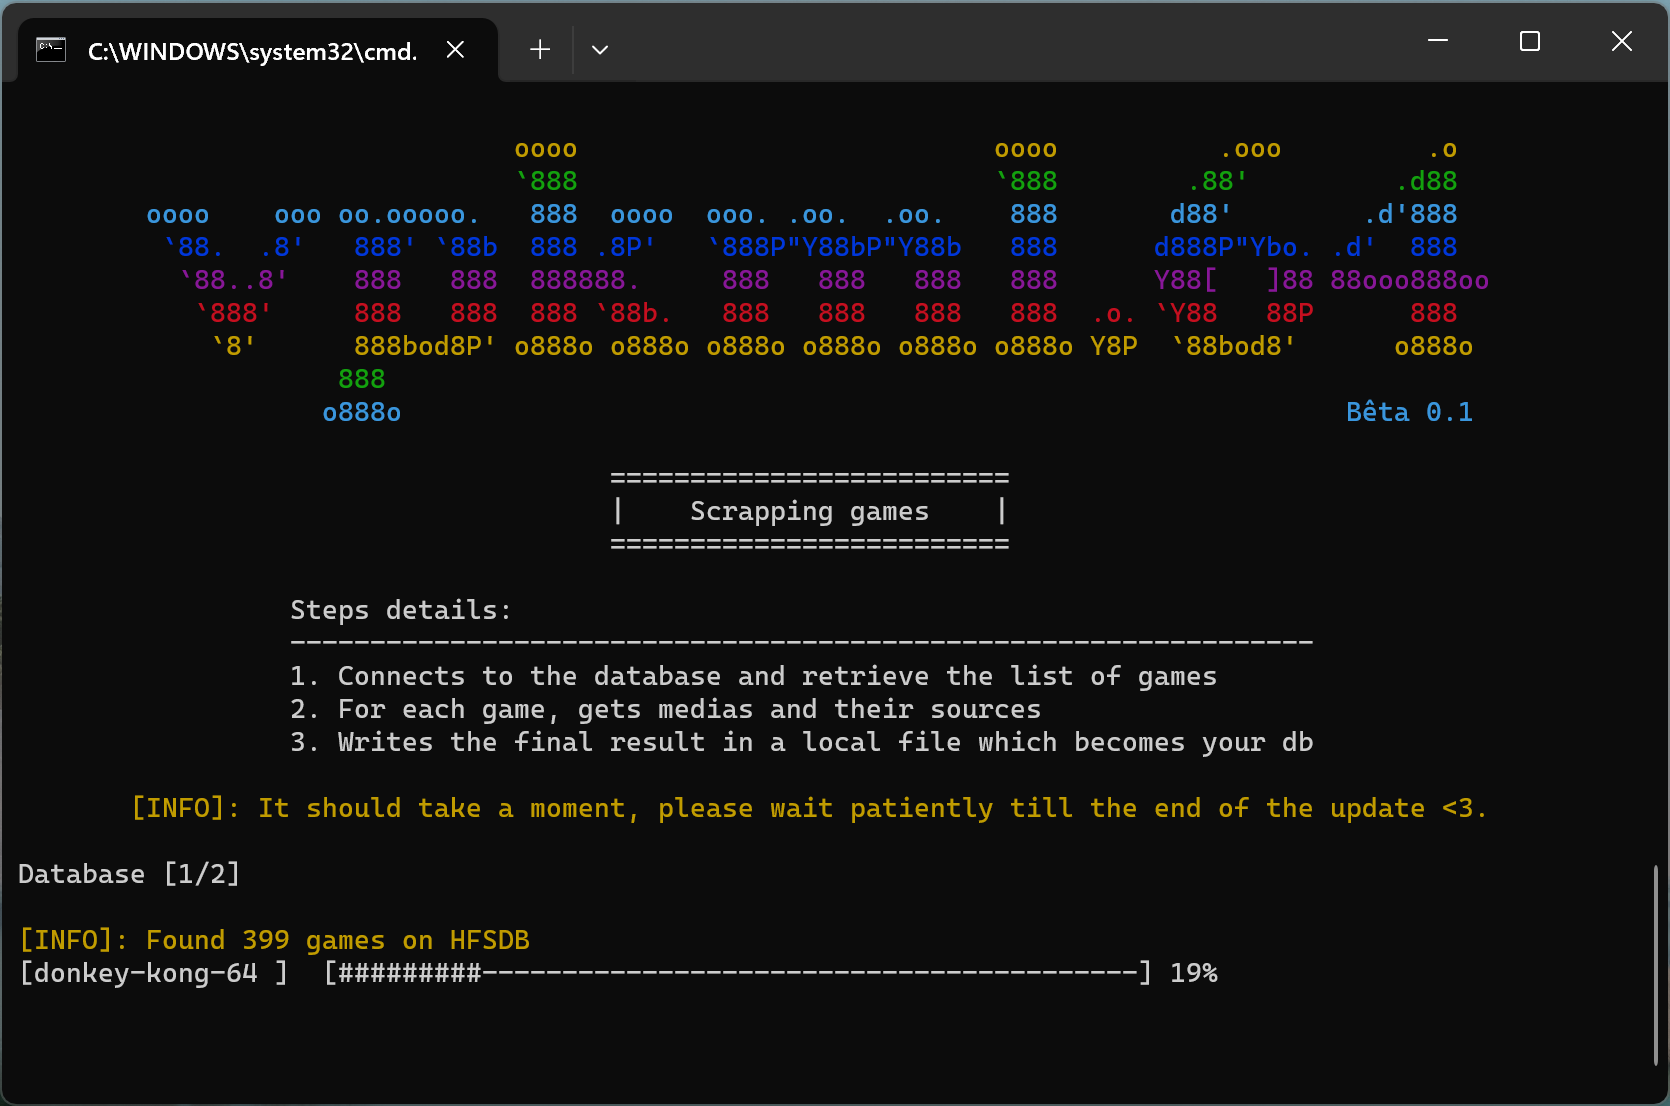 C:\WINDOWS\system32\cmd.
                               oooo                          oooo          .ooo         .o
                               `888                          `888        .88'         .d88
        oooo    ooo oo.ooooo.   888  oooo  ooo. .oo.  .oo.    888       d88'        .d'888
         `88.  .8'   888' `88b  888 .8P'   `888P"Y88bP"Y88b   888      d888P"Ybo. .d'  888
          `88..8'    888   888  888888.     888   888   888   888      Y88[   ]88 88ooo888oo
           `888'     888   888  888 `88b.   888   888   888   888  .o. `Y88   88P      888
            `8'      888bod8P' o888o o888o o888o o888o o888o o888o Y8P  `88bod8'      o888o
                    888
                   o888o                                                           Bêta 0.1
=========================
|    Scrapping games    |
=========================
Steps details:
----------------------------------------------------------------
1. Connects to the database and retrieve the list of games
2. For each game, gets medias and their sources
3. Writes the final result in a local file which becomes your db
[INFO]: It should take a moment, please wait patiently till the end of the update <3.
Database [1/2]
[INFO]: Found 399 games on HFSDB
[donkey-kong-64 ]  [#########-----------------------------------------] 19%